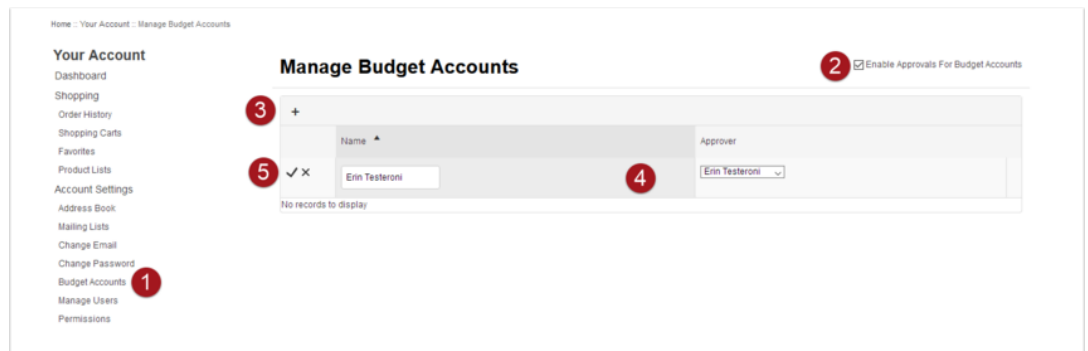 Home :: Your Account :: Manage Budget Accounts
Your Account
Dashboard
Shopping
Order History
Shopping Carts
Favorites
Product Lists
Account Settings
Address Book
Mailing Lists
Change Email
Change Password
Budget Accounts 1
Manage Users
Permissions
Manage Budget Accounts
2 Enable Approvals For Budget Accounts
3 +
Name Approver
5 Erin Testeroni 4 Erin Testeroni
No records to display